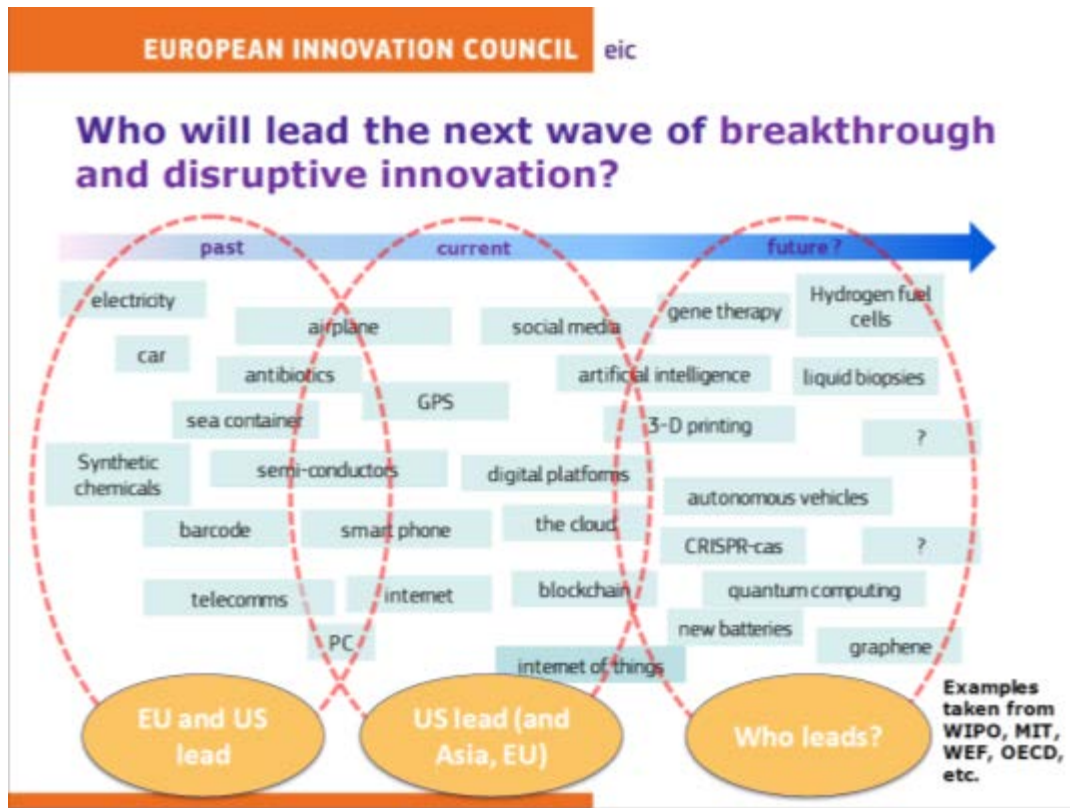 EUROPEAN INNOVATION COUNCIL eic
Who will lead the next wave of breakthrough
and disruptive innovation?
past current future?
electricity
airplane
social media
gene therapy
Hydrogen fuel
cells
car
antibiotics
GPS
artificial intelligence
liquid biopsies
sea container
3-D printing
?
Synthetic
chemicals
semi-conductors
digital platforms
autonomous vehicles
barcode
smart phone
the cloud
CRISPR-cas
?
telecomms
internet
blockchain
quantum computing
PC
new batteries
graphene
internet of things
EU and US
lead
US lead (and
Asia, EU)
Who leads?
Examples
taken from
WIPO, MIT,
WEF, OECD,
etc.